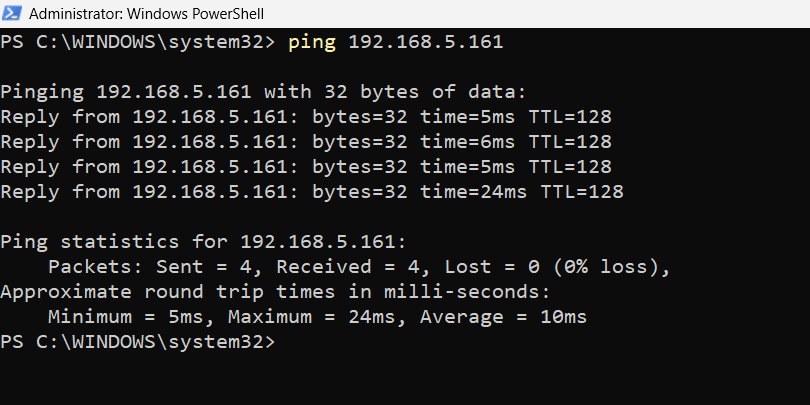 Administrator: Windows PowerShell
PS C:\WINDOWS\system32> ping 192.168.5.161
Pinging 192.168.5.161 with 32 bytes of data:
Reply from 192.168.5.161: bytes=32 time=5ms TTL=128
Reply from 192.168.5.161: bytes=32 time=6ms TTL=128
Reply from 192.168.5.161: bytes=32 time=5ms TTL=128
Reply from 192.168.5.161: bytes=32 time=24ms TTL=128
Ping statistics for 192.168.5.161:
    Packets: Sent = 4, Received = 4, Lost = 0 (0% loss),
Approximate round trip times in milli-seconds:
    Minimum = 5ms, Maximum = 24ms, Average = 10ms
PS C:\WINDOWS\system32>